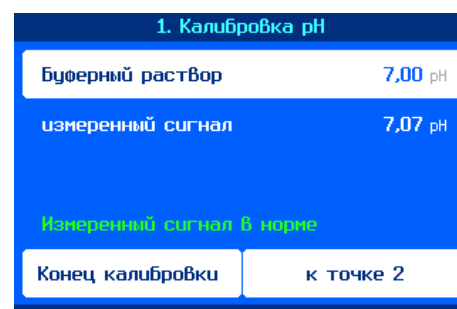 1. Калибровка pH
Буферный раствор 7,00 pH
измеренный сигнал 7,07 pH
Измеренный сигнал в норме
Конец калибровки к точке 2